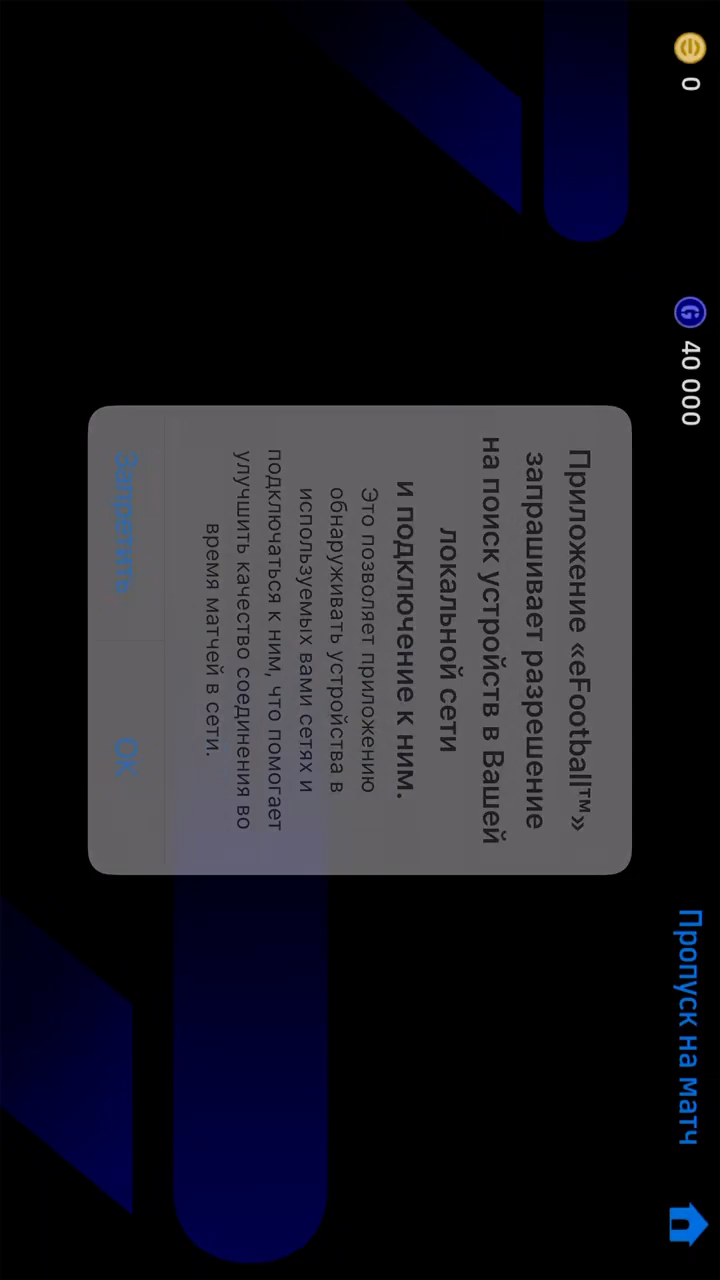 0
40 000
Пропуск на матч
Приложение «eFootball™»
запрашивает разрешение
на поиск устройств в Вашей
локальной сети
и подключение к ним.
Это позволяет приложению
обнаруживать устройства в
используемых вами сетях и
подключаться к ним, что помогает
улучшить качество соединения во
время матчей в сети.
Запретить
OK